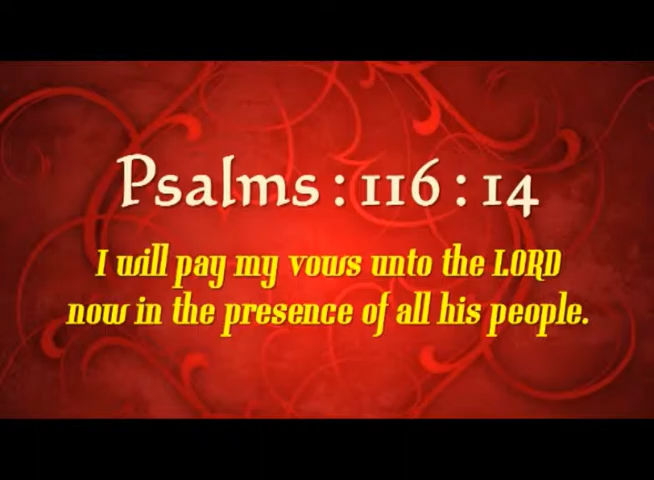 Psalms : 116 : 14
I will pay my vows unto the LORD
now in the presence of all his people.